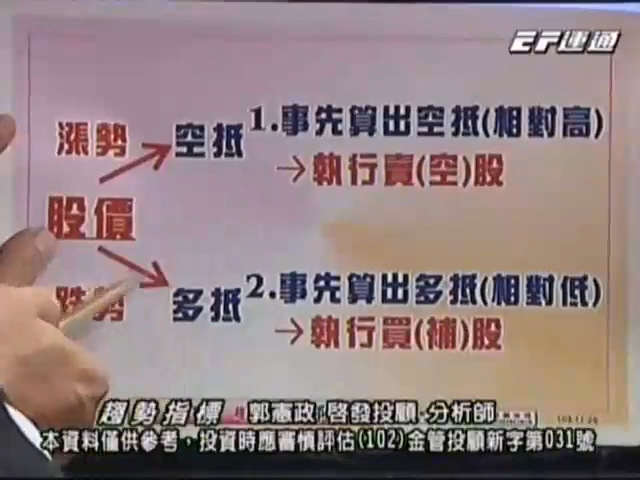 EF運通
漲勢
空抵
1.事先算出空抵(相對高)
→執行賣(空)股
股價
跌勢
多抵
2.事先算出多抵(相對低)
→執行買(補)股
趨勢指標
郭憲政 啓發投顧 分析師
本資料僅供參考，投資時應審慎評估(102)金管投顧新字第031號